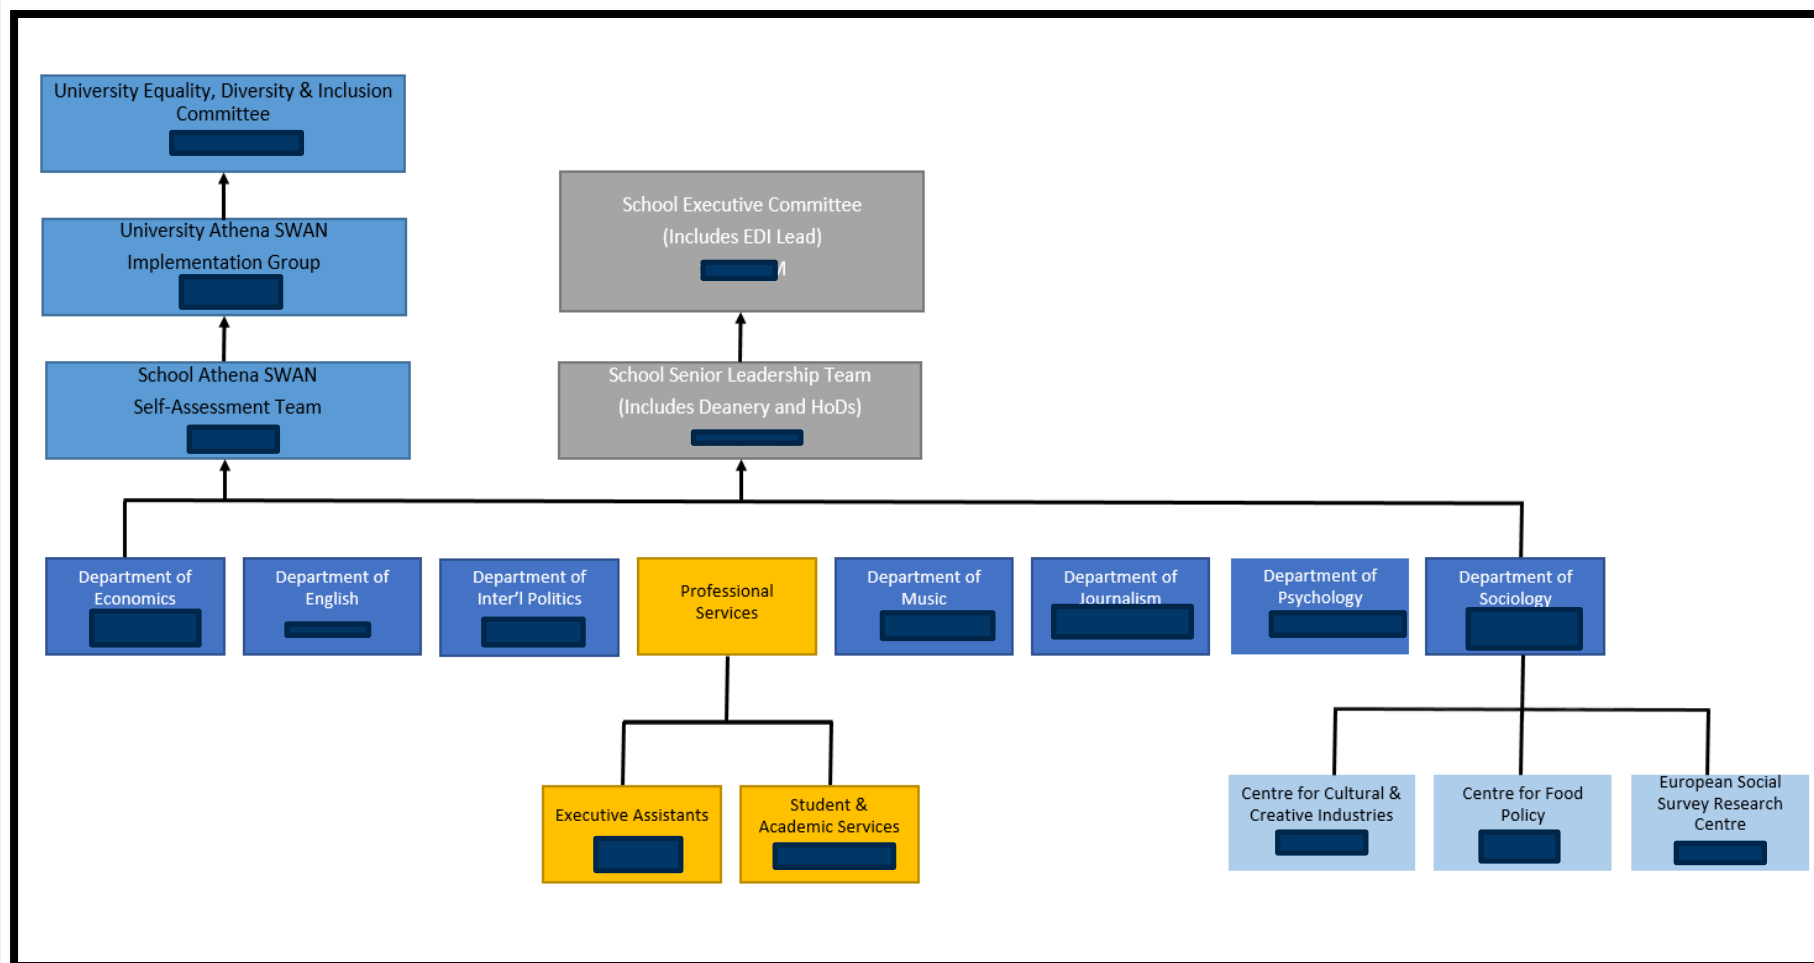 University Equality, Diversity & Inclusion
Committee
University Athena SWAN
Implementation Group
School Athena SWAN
Self-Assessment Team
School Executive Committee
(Includes EDI Lead)
M
School Senior Leadership Team
(Includes Deanery and HoDs)
Department of
Economics
Department of
English
Department of
Inter'l Politics
Professional
Services
Department of
Music
Department of
Journalism
Department of
Psychology
Department of
Sociology
Executive Assistants
Student &
Academic Services
Centre for Cultural &
Creative Industries
Centre for Food
Policy
European Social
Survey Research
Centre